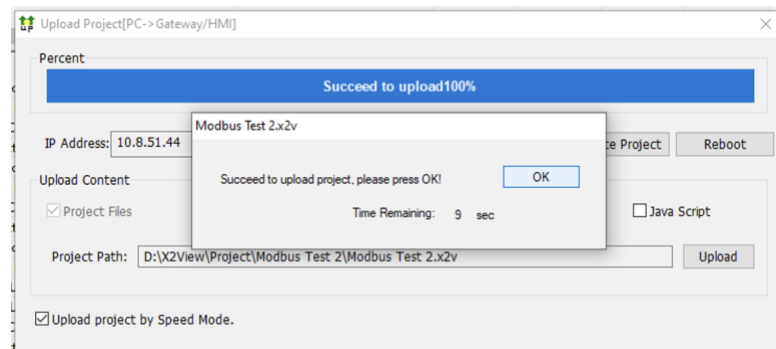 Upload Project[PC->Gateway/HMI]
Percent
Succeed to upload100%
Modbus Test 2.x2v
IP Address: 10.8.51.44
Project
Reboot
Succeed to upload project, please press OK!
OK
Upload Content
Project Files
Time Remaining: 9 sec
Java Script
Project Path: D:\X2View\Project\Modbus Test 2\Modbus Test 2.x2v
Upload
Upload project by Speed Mode.